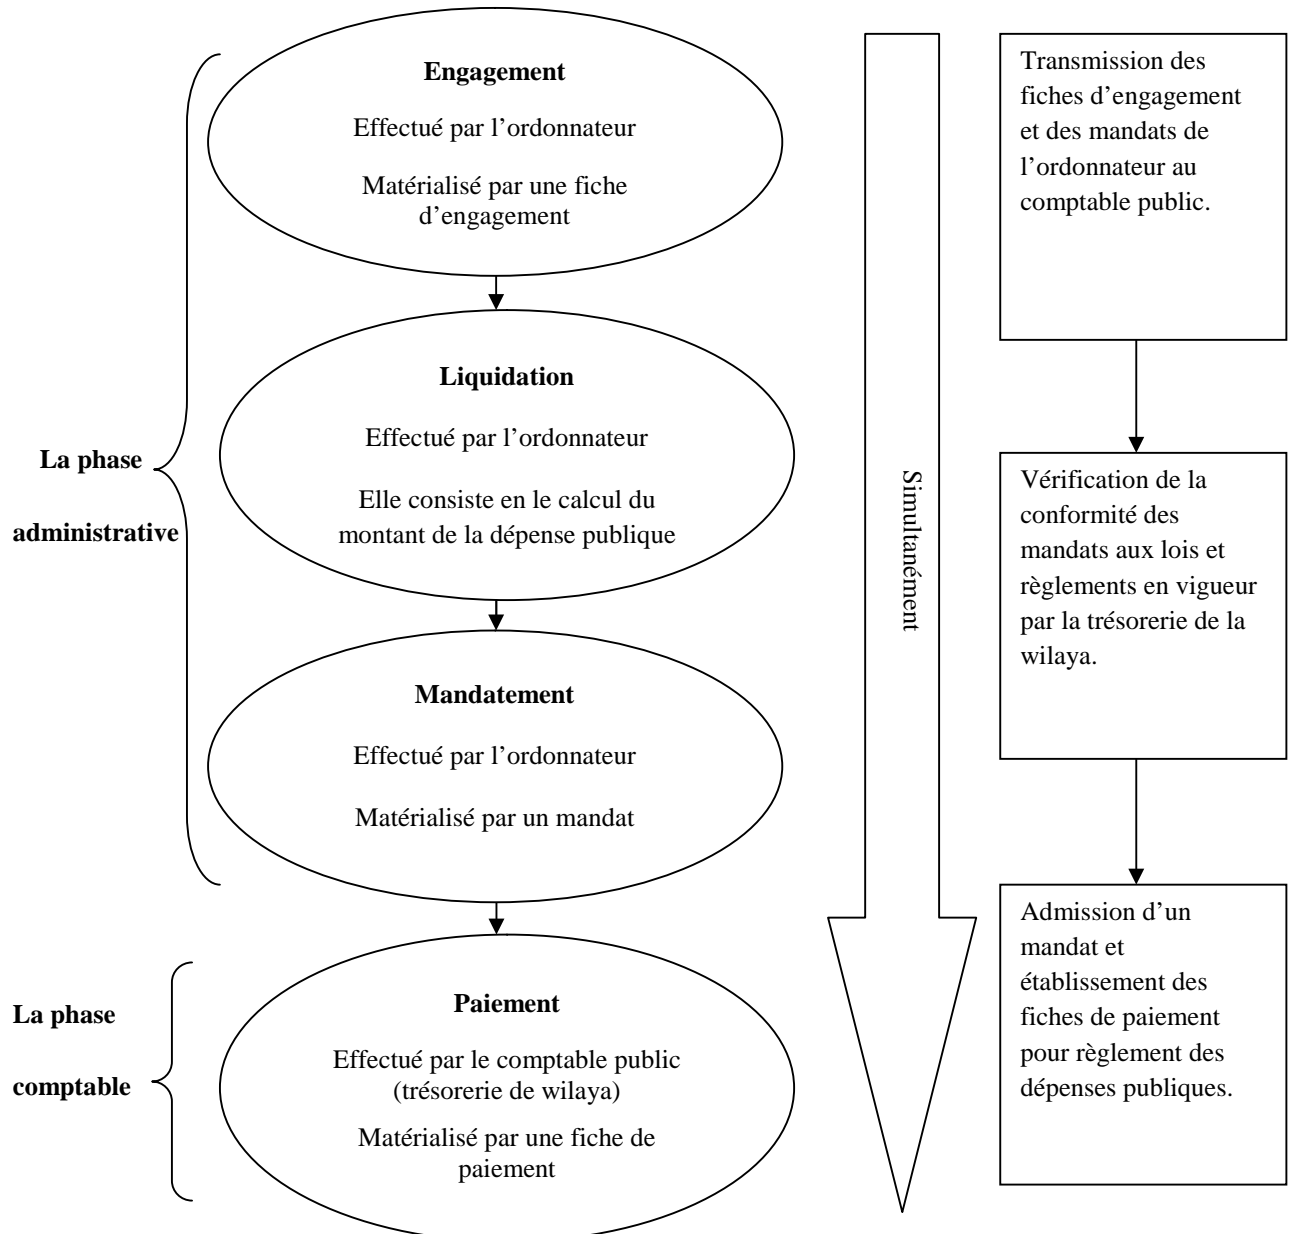 Engagement
Effectué par l’ordonnateur
Matérialisé par une fiche
d’engagement
Liquidation
Effectué par l’ordonnateur
Elle consiste en le calcul du
montant de la dépense publique
La phase
administrative
Mandatement
Effectué par l’ordonnateur
Matérialisé par un mandat
La phase
comptable
Paiement
Effectué par le comptable public
(trésorerie de wilaya)
Matérialisé par une fiche de
paiement
Simultanément
Transmission des
fiches d’engagement
et des mandats de
l’ordonnateur au
comptable public.
Vérification de la
conformité des
mandats aux lois et
règlements en vigueur
par la trésorerie de la
wilaya.
Admission d’un
mandat et
établissement des
fiches de paiement
pour règlement des
dépenses publiques.